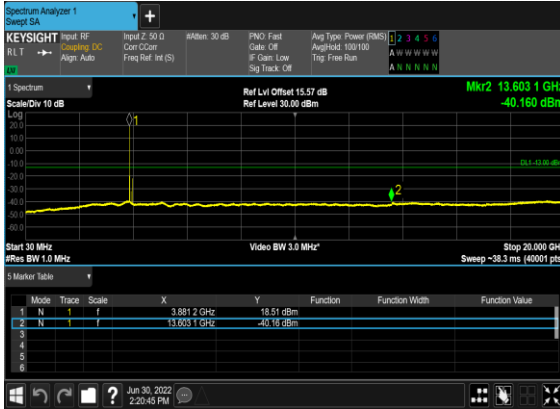 Spectrum Analyzer 1
Swept SA
+
KEYSIGHT Input: RF Input Z: 50 Ω #Atten: 30 dB PNO: Fast Avg Type: Power (RMS) 1 2 3 4 5 6
RLT Coupling: DC Corr CCorr Gate: Off Avg|Hold: 100/100 A W W W W W
Align: Auto Freq Ref: Int (S) IF Gain: Low Trig: Free Run
Sig Track: Off A N N N N N
LXI
1 Spectrum Ref Lvl Offset 15.57 dB Mkr2 13.603 1 GHz
Scale/Div 10 dB Ref Level 30.00 dBm -40.160 dBm
Log
20.0
10.0
0.00
-10.0
-20.0
-30.0
-40.0
-50.0
-60.0
1
DL1 -13.00 dBm
2
Start 30 MHz Video BW 3.0 MHz* Stop 20.000 GHz
#Res BW 1.0 MHz Sweep ~38.3 ms (40001 pts)
5 Marker Table
Mode Trace Scale X Y Function Function Width Function Value
1 N 1 f 3.881 2 GHz 18.51 dBm
2 N 1 f 13.603 1 GHz -40.16 dBm
3
4
5
6
? Jun 30, 2022
2:20:45 PM